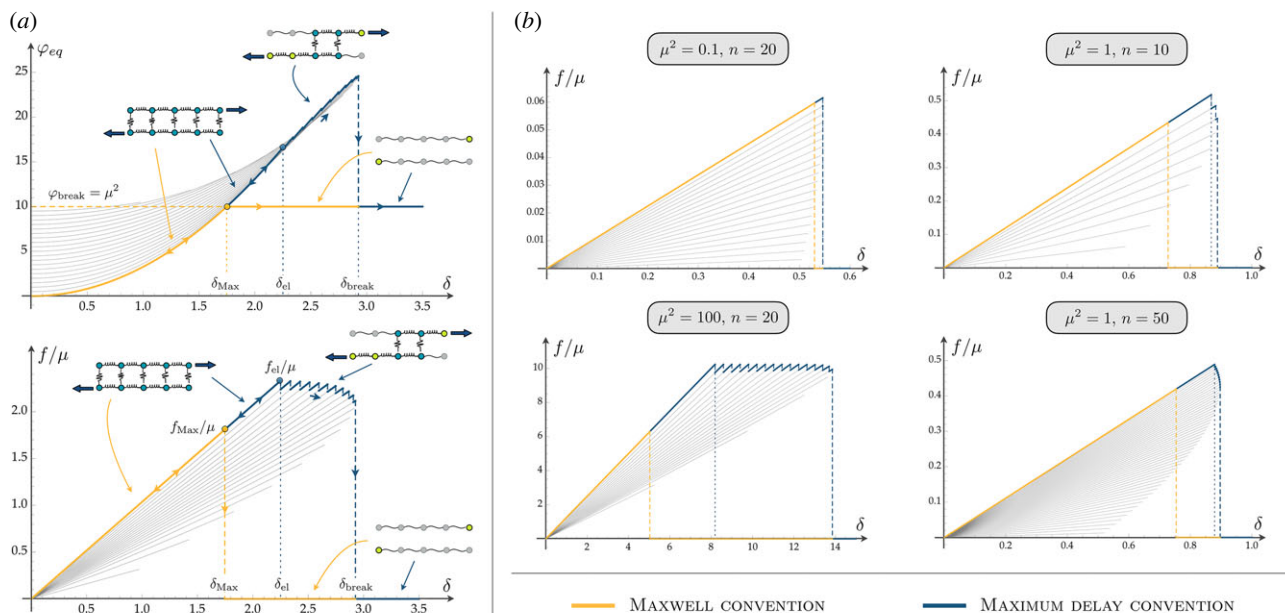 (a)
φ_eq
25
20
15
φ_break = μ²
10
5
0
0.5 1.0 1.5 2.0 2.5 3.0 3.5 δ
δ_Max δ_el δ_break
f/μ
f_el/μ
f_Max/μ
2.0
1.5
1.0
0.5
0
0.5 1.0 1.5 2.0 2.5 3.0 3.5 δ
δ_Max δ_el δ_break
(b)
μ² = 0.1, n = 20
f/μ
0.06
0.05
0.04
0.03
0.02
0.01
0
0.1 0.2 0.3 0.4 0.5 0.6
δ
μ² = 1, n = 10
f/μ
0.5
0.4
0.3
0.2
0.1
0
0.2 0.4 0.6 0.8 1.0
δ
μ² = 100, n = 20
f/μ
10
8
6
4
2
0
2 4 6 8 10 12 14
δ
μ² = 1, n = 50
f/μ
0.5
0.4
0.3
0.2
0.1
0
0.2 0.4 0.6 0.8 1.0
δ
MAXWELL CONVENTION
MAXIMUM DELAY CONVENTION